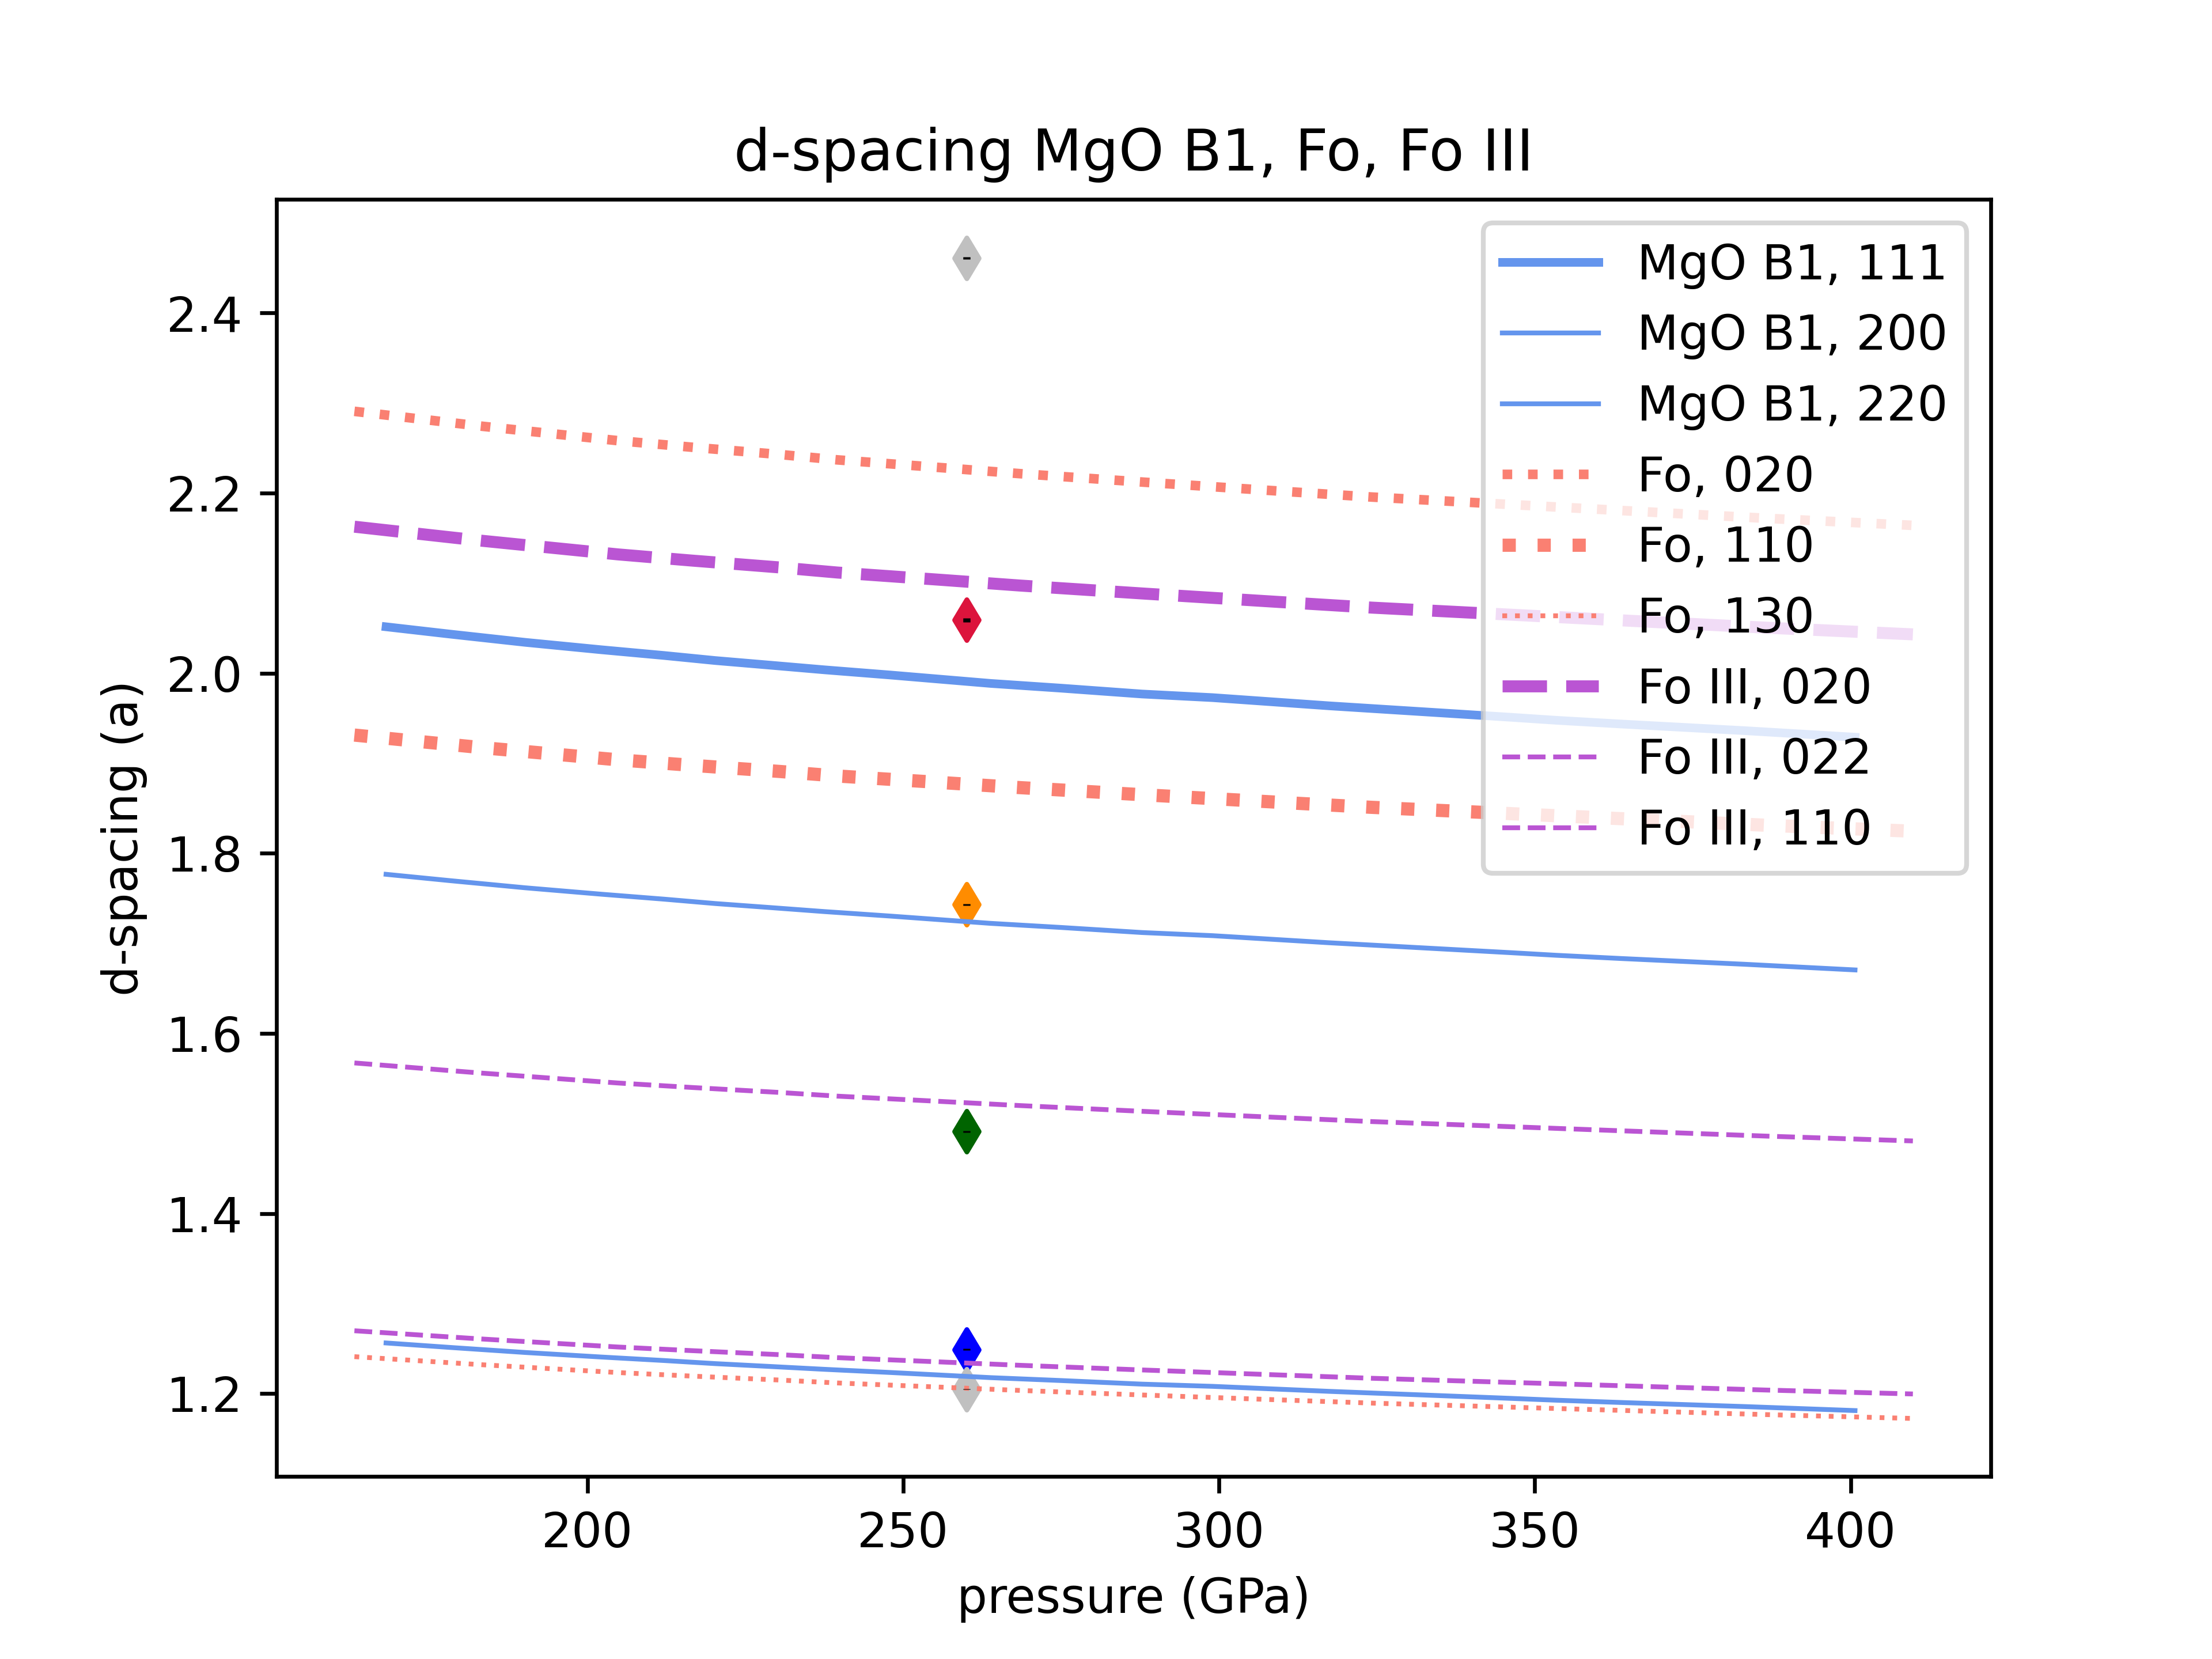 d-spacing MgO B1, Fo, Fo III
MgO B1, 111
MgO B1, 200
MgO B1, 220
Fo, 020
Fo, 110
Fo, 130
Fo III, 020
Fo III, 022
Fo III, 110
d-spacing (a)
2.4
2.2
2.0
1.8
1.6
1.4
1.2
200 250 300 350 400
pressure (GPa)